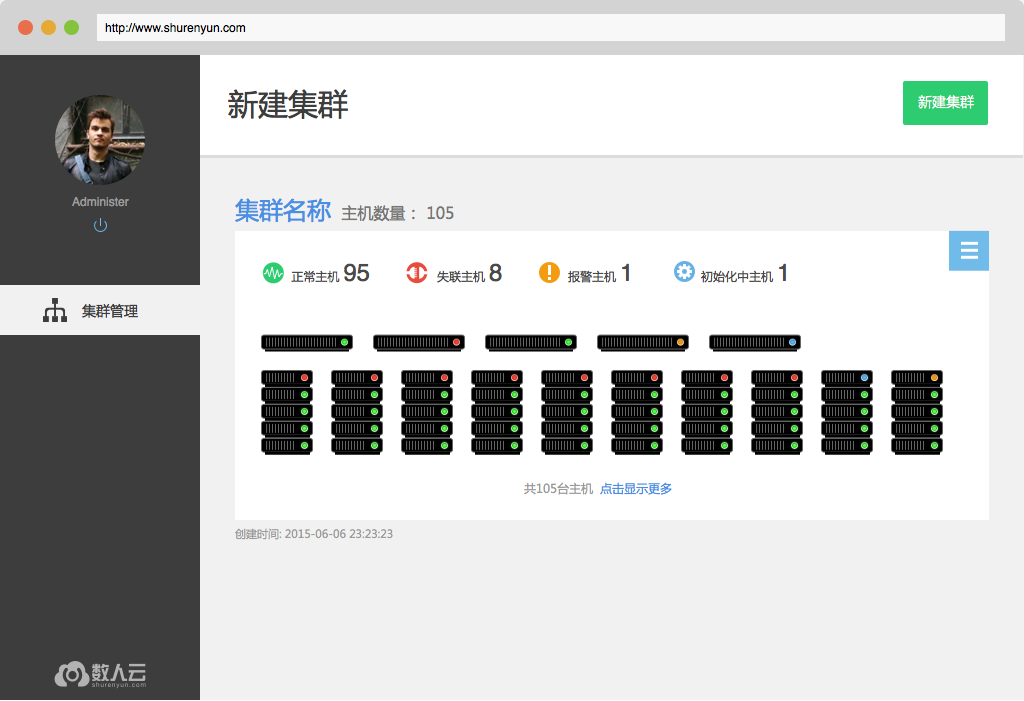 http://www.shurenyun.com
Administer
集群管理
数人云
shurenyun.com
新建集群
新建集群
集群名称 主机数量： 105
正常主机 95 失联主机 8 报警主机 1 初始化中主机 1
共105台主机 点击显示更多
创建时间: 2015-06-06 23:23:23